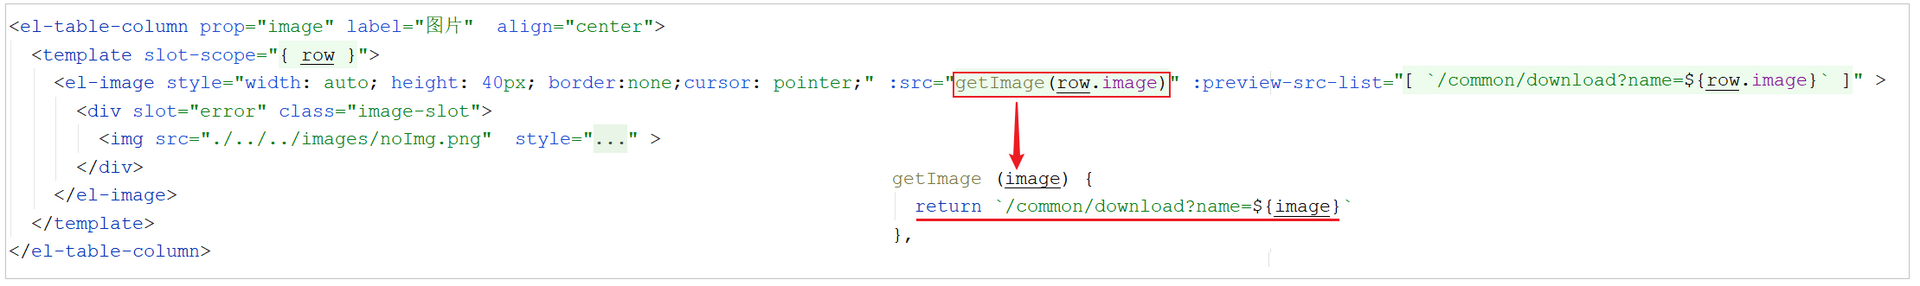 <el-table-column prop="image" label="图片"  align="center">
  <template slot-scope="{ row }">
    <el-image style="width: auto; height: 40px; border:none;cursor: pointer;" :src="getImage(row.image)" :preview-src-list="[ `/common/download?name=${row.image}` ]" >
      <div slot="error" class="image-slot">
        <img src="./../../images/noImg.png"  style="..." >
      </div>
    </el-image>
  </template>
</el-table-column>
getImage (image) {
  return `/common/download?name=${image}`
},